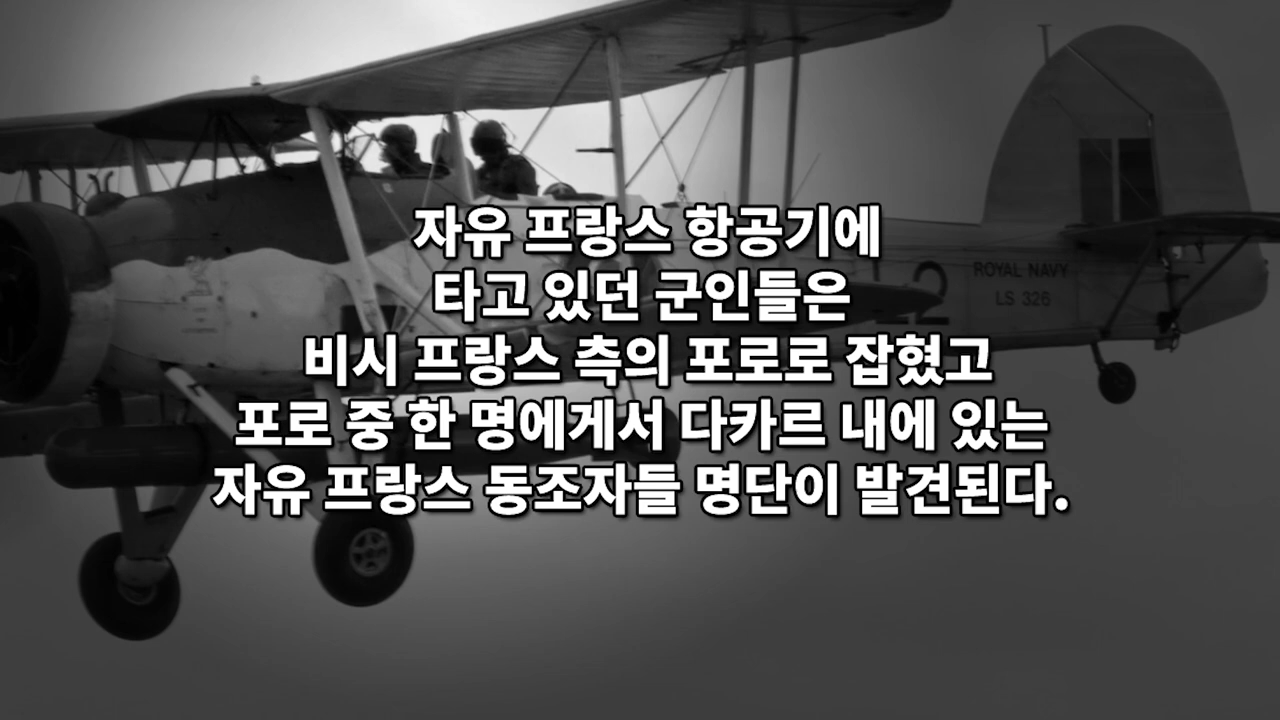 자유 프랑스 항공기에
타고 있던 군인들은
비시 프랑스 측의 포로로 잡혔고
포로 중 한 명에게서 다카르 내에 있는
자유 프랑스 동조자들 명단이 발견된다.
ROYAL NAVY
LS 326